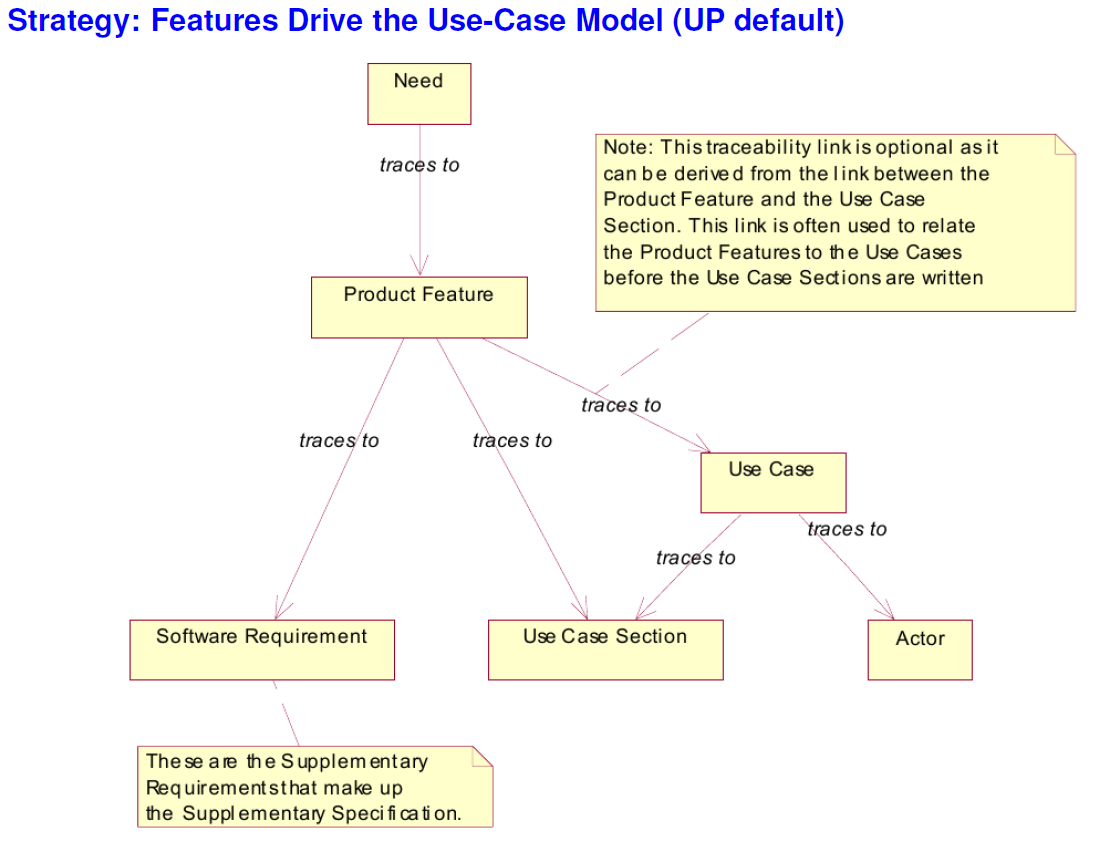 Strategy: Features Drive the Use-Case Model (UP default)
Need
traces to
Note: This traceability link is optional as it
can be derived from the link between the
Product Feature and the Use Case
Section. This link is often used to relate
the Product Features to the Use Cases
before the Use Case Sections are written
Product Feature
traces to
traces to
traces to
Use Case
traces to
traces to
Software Requirement
Use Case Section
Actor
These are the Supplementary
Requirements that make up
the Supplementary Specification.